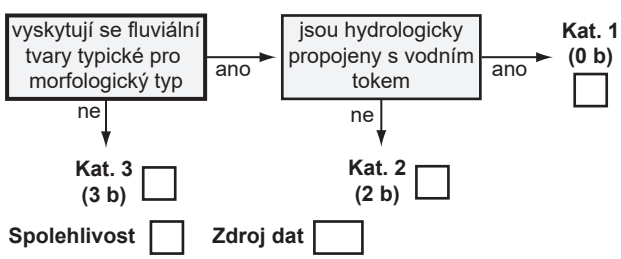 vyskytují se fluviální
tvary typické pro
morfologický typ
ano
jsou hydrologicky
propojeny s vodním
tokem
ano
Kat. 1
(0 b)
ne
Kat. 3
(3 b)
ne
Kat. 2
(2 b)
Spolehlivost
Zdroj dat